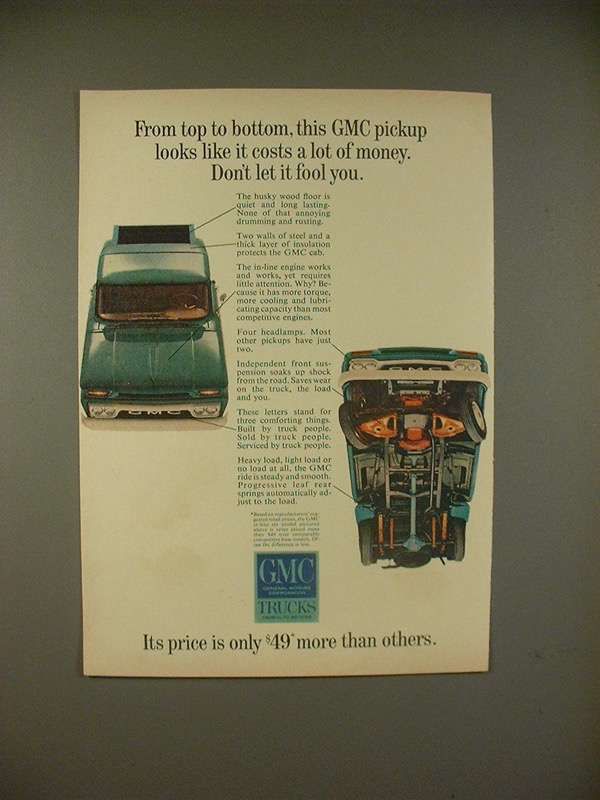 From top to bottom, this GMC pickup
looks like it costs a lot of money.
Don't let it fool you.
The husky wood floor is
quiet and long lasting.
None of that annoying
drumming and rusting.
Two walls of steel and a
thick layer of insulation
protects the GMC cab.
The in-line engine works
and works, yet requires
little attention. Why? Be-
cause it has more torque,
more cooling and lubri-
cating capacity than most
competitive engines.
Four headlamps. Most
other pickups have just
two.
Independent front sus-
pension soaks up shock
from the road. Saves wear
on the truck, the load
and you.
These letters stand for
three comforting things.
Built by truck people.
Sold by truck people.
Serviced by truck people.
Heavy load, light load or
no load at all, the GMC
ride is steady and smooth.
Progressive leaf rear
springs automatically ad-
just to the load.
GMC
GMC
GMC
GENERAL MOTORS
CORPORATION
TRUCKS
Its price is only $49* more than others.